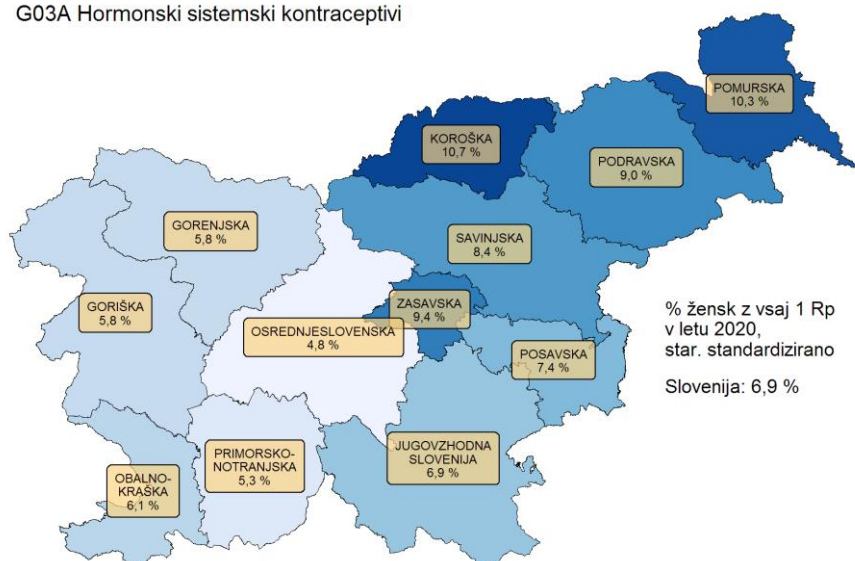 G03A Hormonski sistemski kontraceptivi
POMURSKA
10,3 %
KOROŠKA
10,7 %
PODRAVSKA
9,0 %
GORENJSKA
5,8 %
SAVINJSKA
8,4 %
ZASAVSKA
9,4 %
GORIŠKA
5,8 %
OSREDNJESLOVENSKA
4,8 %
POSAVSKA
7,4 %
% žensk z vsaj 1 Rp
v letu 2020,
star. standardizirano
Slovenija: 6,9 %
PRIMORSKO-
NOTRANJSKA
5,3 %
JUGOVZHODNA
SLOVENIJA
6,9 %
OBALNO-
KRAŠKA
6,1 %